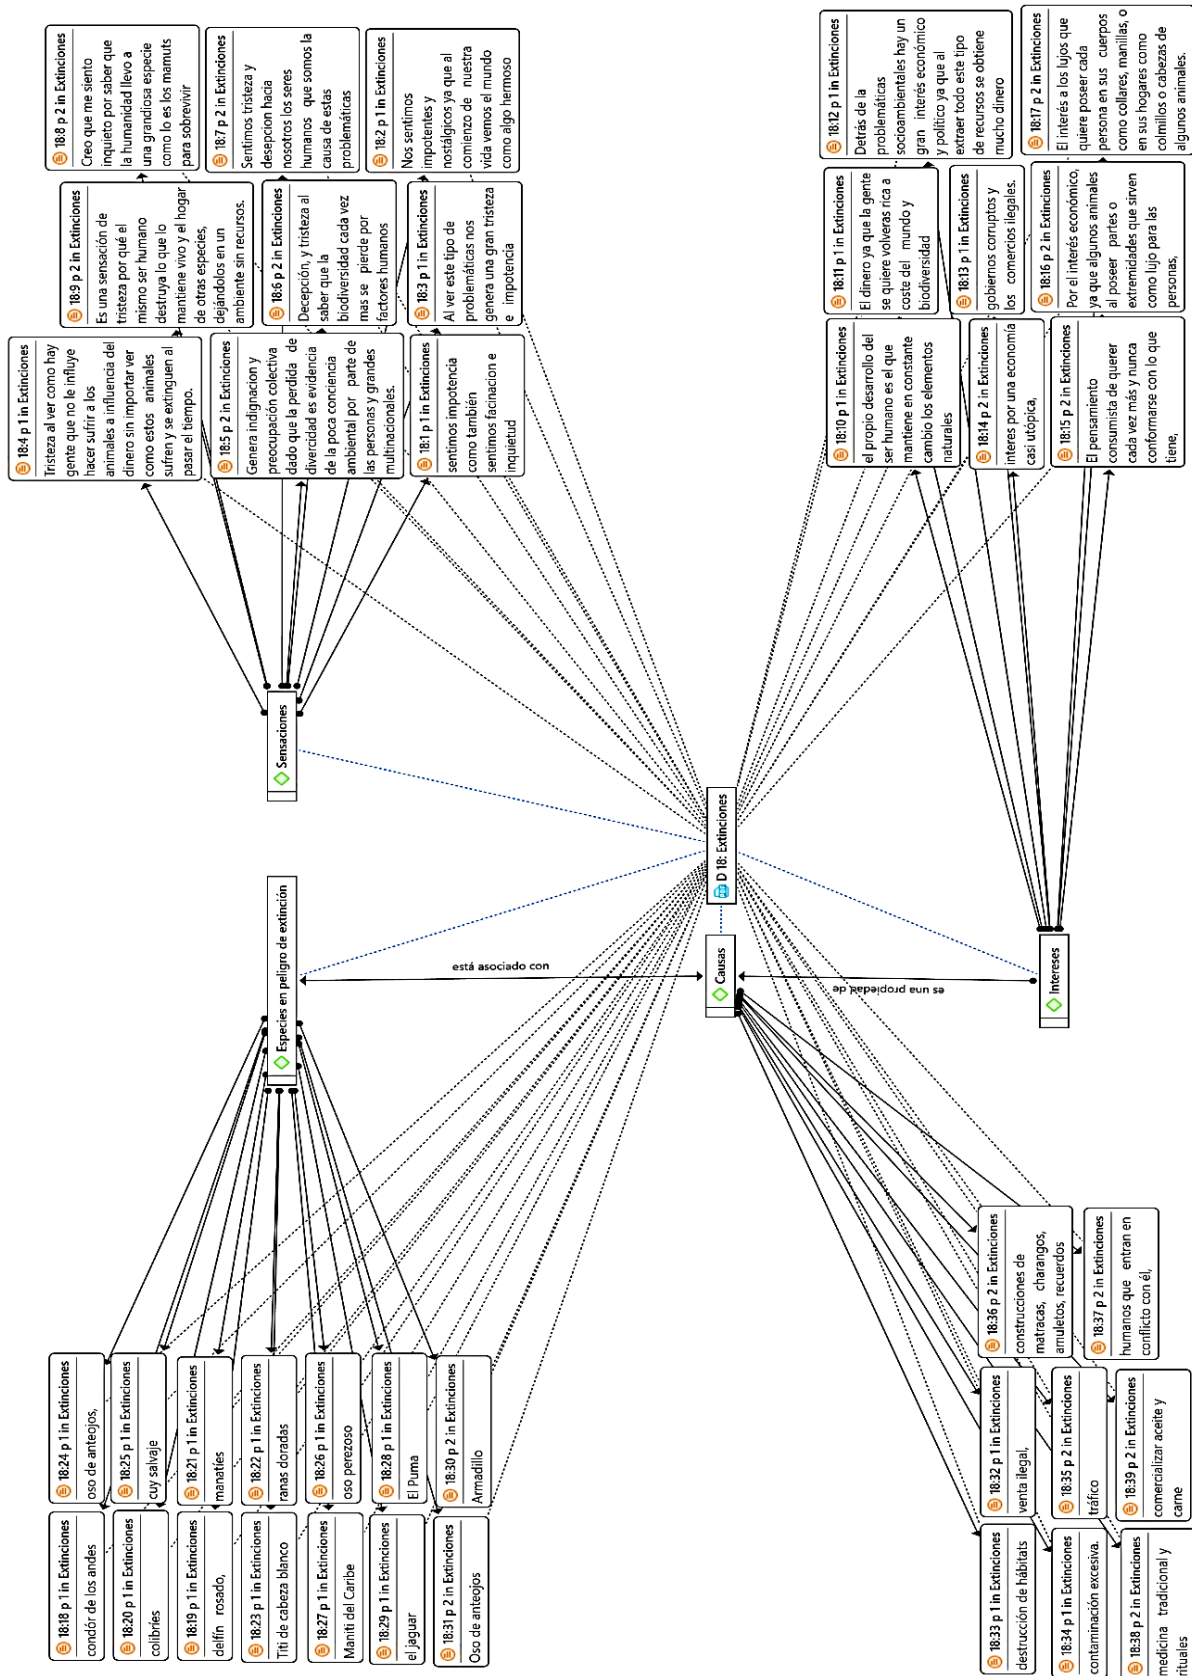 18:18 p 1 in Extinciones
condór de los andes
18:20 p 1 in Extinciones
colibríes
18:19 p 1 in Extinciones
delfín rosado,
18:23 p 1 in Extinciones
Titi de cabeza blanco
18:27 p 1 in Extinciones
Maniti del Caribe
18:29 p 1 in Extinciones
el jaguar
18:31 p 2 in Extinciones
Oso de anteojos
18:24 p 1 in Extinciones
oso de anteojos,
18:25 p 1 in Extinciones
cuy salvaje
18:21 p 1 in Extinciones
manatíes
18:22 p 1 in Extinciones
ranas doradas
18:26 p 1 in Extinciones
oso perezoso
18:28 p 1 in Extinciones
El Puma
18:30 p 2 in Extinciones
Armadillo
Especies en peligro de extinción
Sensaciones
18:4 p 1 in Extinciones
Tristeza al ver como hay
gente que no le influye
hacer sufrir a los
animales a influencia del
dinero sin importar ver
como estos animales
sufren y se extinguen al
pasar el tiempo.
18:5 p 2 in Extinciones
Genera indignacion y
preocupación colectiva
dado que la perdida de
divercidad es evidencia
de la poca conciencia
ambiental por parte de
las personas y grandes
multinacionales.
18:1 p 1 in Extinciones
sentimos impotencia
como también
sentimos facinacion e
inquietud
18:9 p 2 in Extinciones
Es una sensación de
tristeza por qué el
mismo ser humano
destruya lo que lo
mantiene vivo y el hogar
de otras especies,
dejándolos en un
ambiente sin recursos.
18:6 p 2 in Extinciones
Decepción, y tristeza al
saber que la
biodiversidad cada vez
mas se pierde por
factores humanos
18:3 p 1 in Extinciones
Al ver este tipo de
problemáticas nos
genera una gran tristeza
e impotencia
18:8 p 2 in Extinciones
Creo que me siento
inquieto por saber que
la humanidad llevo a
una grandiosa especie
como lo es los mamuts
para sobrevivir
18:7 p 2 in Extinciones
Sentimos tristeza y
desepcion hacia
nosotros los seres
humanos que somos la
causa de estas
problemáticas
18:2 p 1 in Extinciones
Nos sentimos
impotentes y
nostálgicos ya que al
comienzo de nuestra
vida vemos el mundo
como algo hermoso
está asociado con
Causas
D 18: Extinciones
es una propiedad de
Intereses
18:33 p 1 in Extinciones
destrucción de hábitats
18:34 p 1 in Extinciones
contaminación excesiva.
18:38 p 2 in Extinciones
medicina tradicional y
rituales
18:32 p 1 in Extinciones
venta ilegal,
18:35 p 2 in Extinciones
tráfico
18:39 p 2 in Extinciones
comercializar aceite y
carne
18:36 p 2 in Extinciones
construcciones de
matracas, charangos,
amuletos, recuerdos
18:37 p 2 in Extinciones
humanos que entran en
conflicto con él,
18:10 p 1 in Extinciones
el propio desarrollo del
ser humano es el que
mantiene en constante
cambio los elementos
naturales
18:14 p 2 in Extinciones
interes por una economía
casi utópica,
18:15 p 2 in Extinciones
El pensamiento
consumista de querer
cada vez más y nunca
conformarse con lo que
tiene,
18:11 p 1 in Extinciones
El dinero ya que la gente
se quiere volveras rica a
coste del mundo y
biodiversidad
18:13 p 1 in Extinciones
gobiernos corruptos y
los comercios ilegales.
18:16 p 2 in Extinciones
Por el interés económico,
ya que algunos animales
al poseer partes o
extremidades que sirven
como lujo para las
personas,
18:12 p 1 in Extinciones
Detrás de la
problemáticas
socioambientales hay un
gran interés económico
y político ya que al
extraer todo este tipo
de recursos se obtiene
mucho dinero
18:17 p 2 in Extinciones
El interés a los lujos que
quiere poseer cada
persona en sus cuerpos
como collares, manillas, o
en sus hogares como
colmillos o cabezas de
algunos animales.